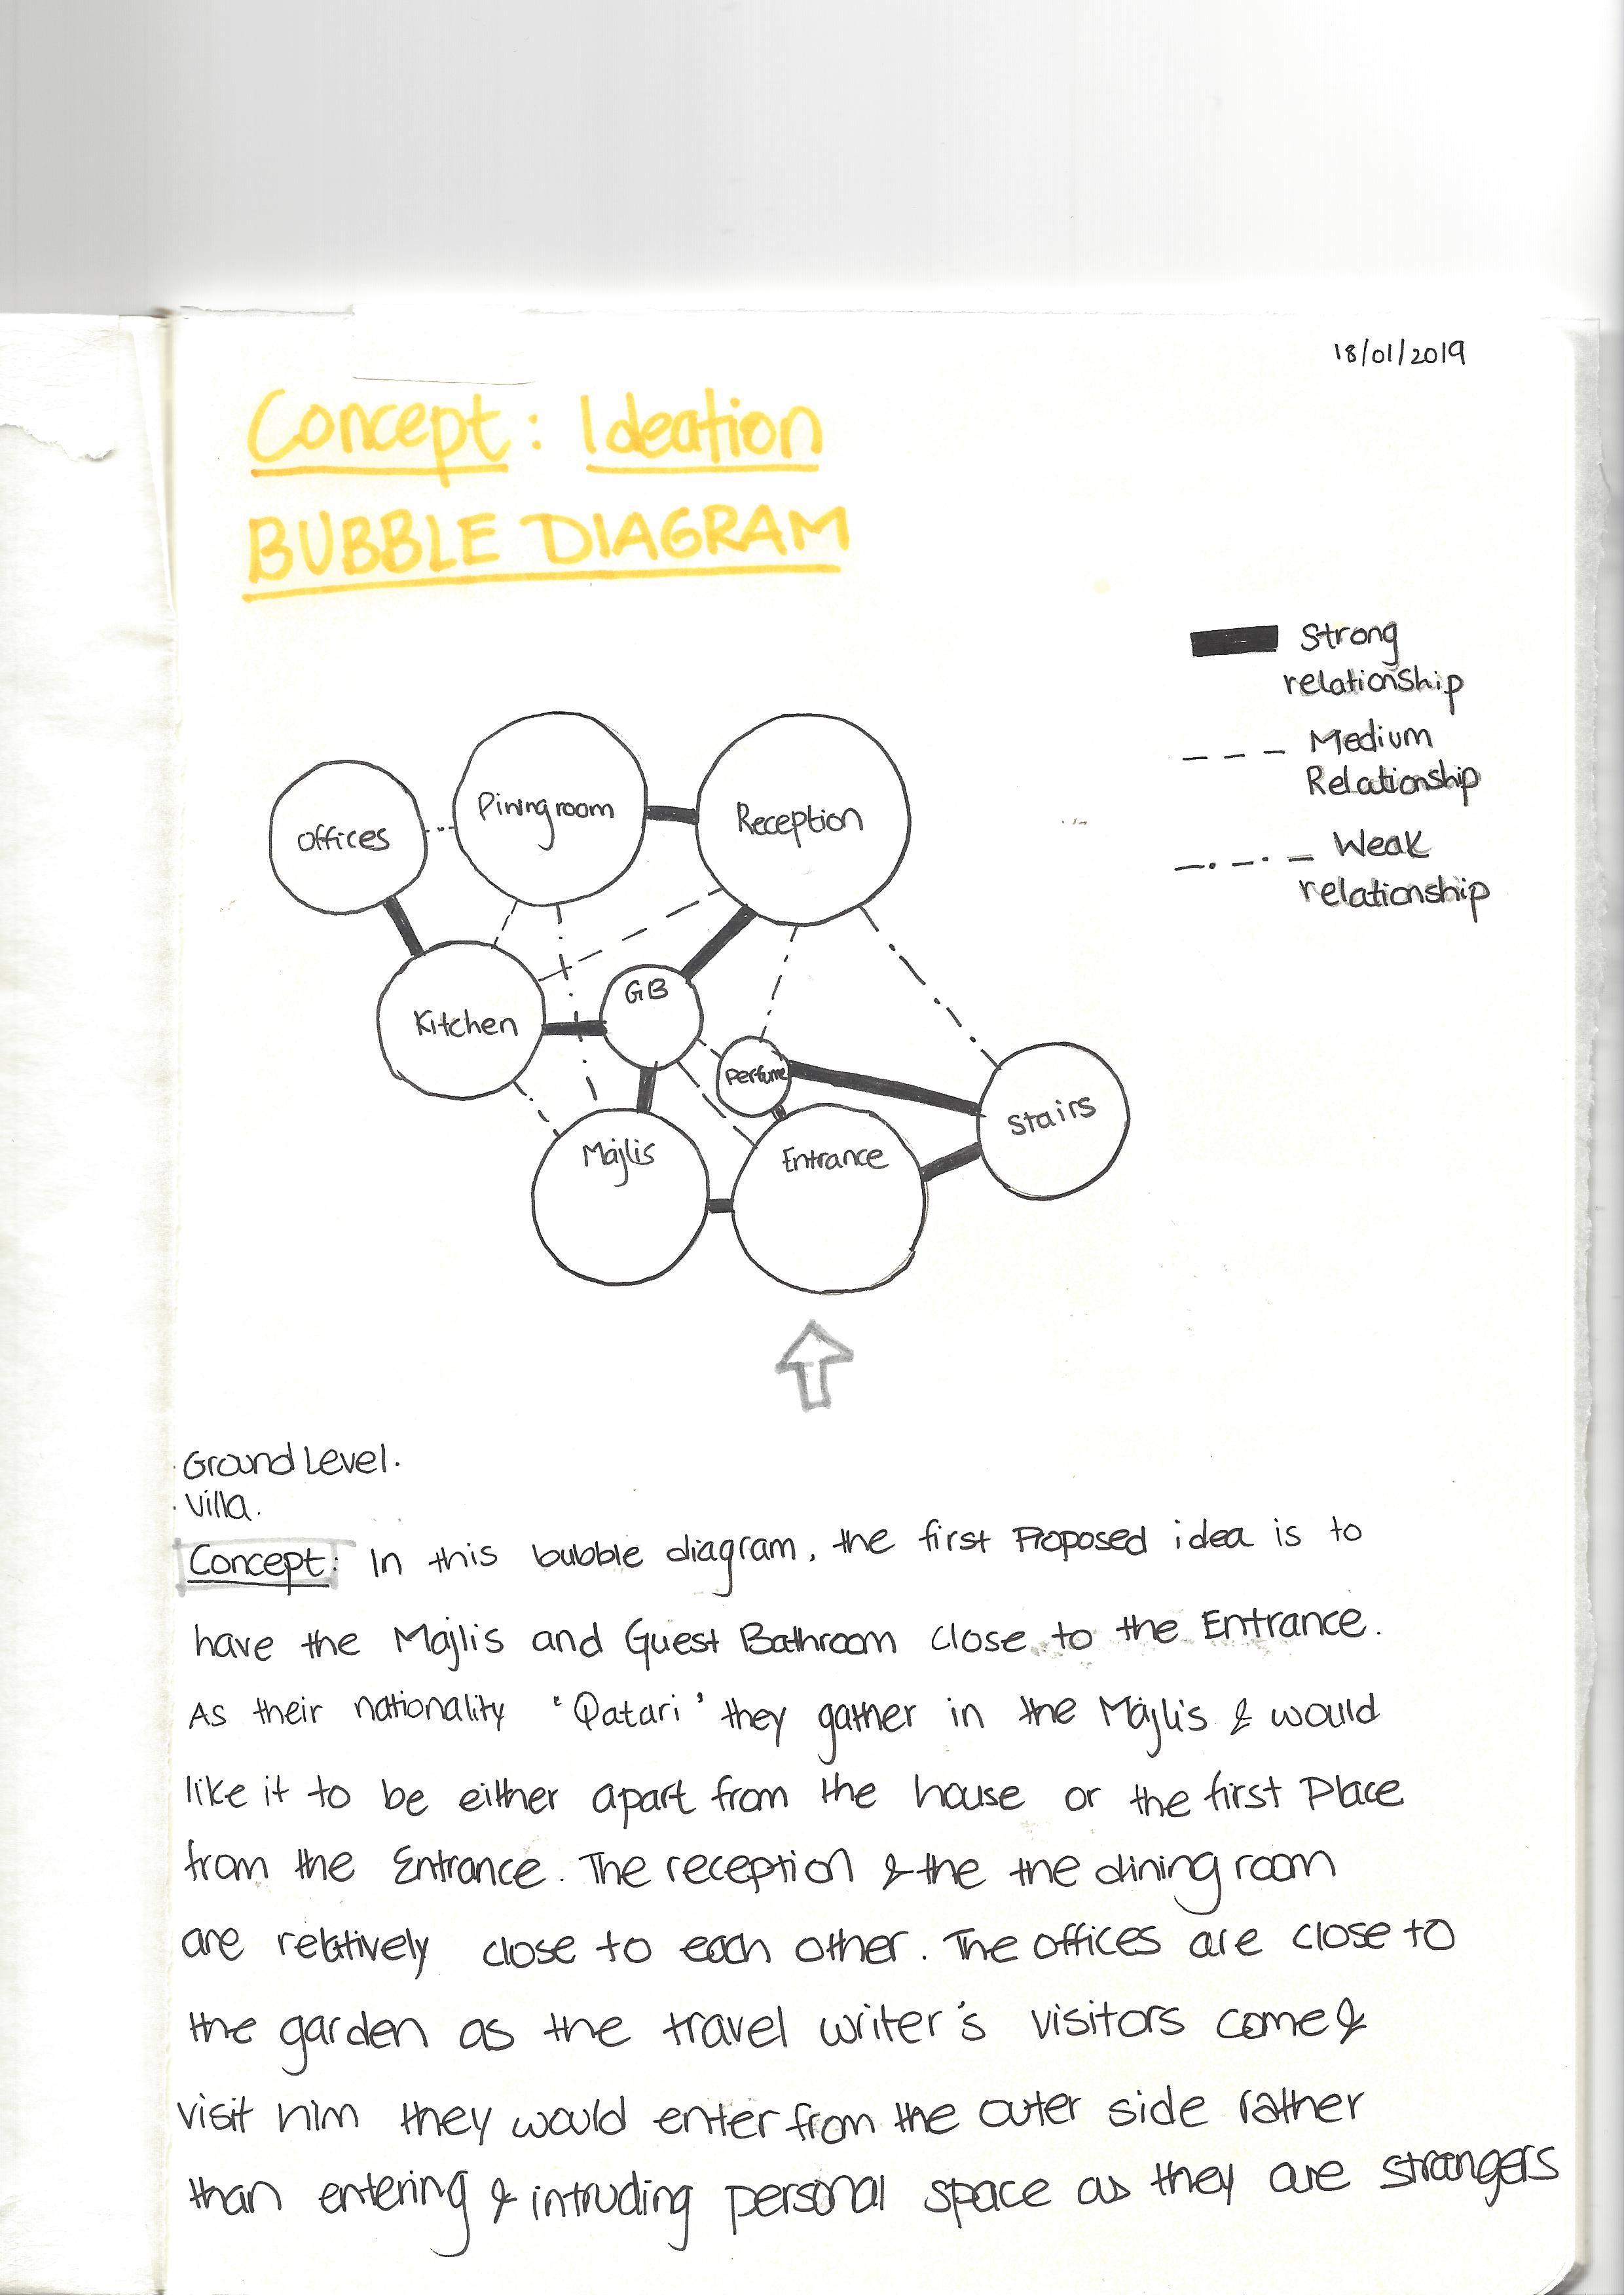 18/01/2019
Concept: Ideation
BUBBLE DIAGRAM
Strong
relationship
Medium
Relationship
Weak
relationship
Offices
Dining room
Reception
Kitchen
GB
Perfume
Stairs
Majlis
Entrance
· Ground Level.
· Villa.
Concept: In this bubble diagram, the first Proposed idea is to
have the Majlis and Guest Bathroom close to the Entrance.
As their nationality 'Qatari' they gather in the Majlis & would
like it to be either apart from the house or the first Place
from the Entrance. The reception & the the dining room
are relatively close to each other. The offices are close to
the garden as the travel writer's visitors come &
visit him they would enter from the outer side rather
than entering & intruding personal space as they are strangers